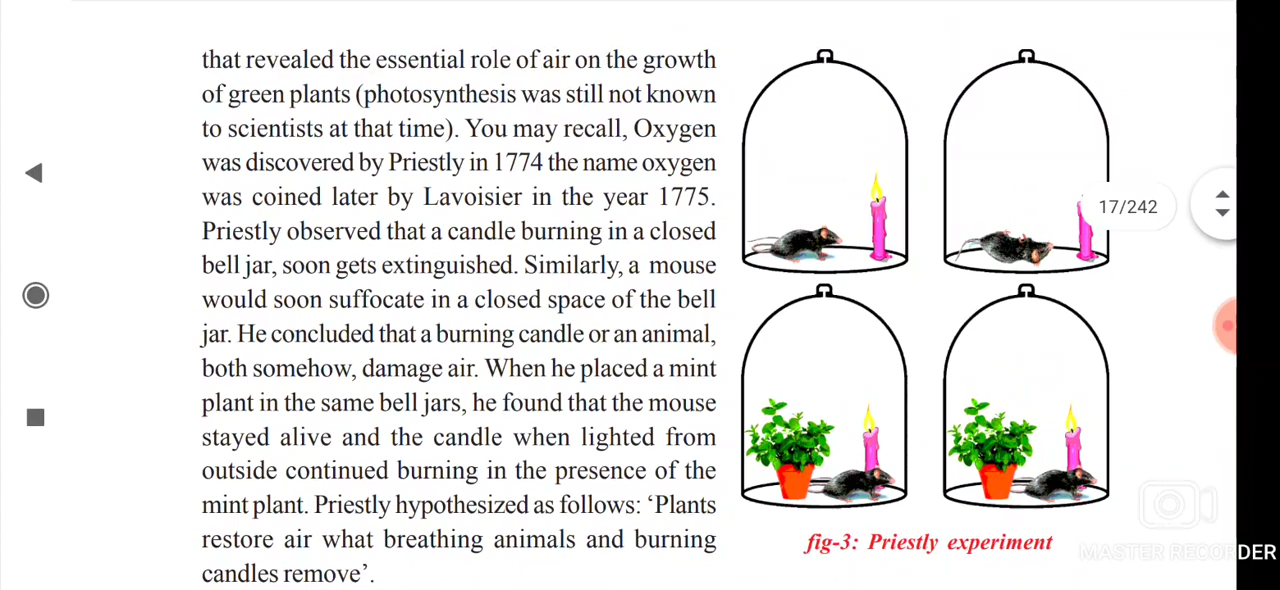 that revealed the essential role of air on the growth
of green plants (photosynthesis was still not known
to scientists at that time). You may recall, Oxygen
was discovered by Priestly in 1774 the name oxygen
was coined later by Lavoisier in the year 1775.
Priestly observed that a candle burning in a closed
bell jar, soon gets extinguished. Similarly, a mouse
would soon suffocate in a closed space of the bell
jar. He concluded that a burning candle or an animal,
both somehow, damage air. When he placed a mint
plant in the same bell jars, he found that the mouse
stayed alive and the candle when lighted from
outside continued burning in the presence of the
mint plant. Priestly hypothesized as follows: ‘Plants
restore air what breathing animals and burning
candles remove’.
17/242
fig-3: Priestly experiment
MASTER RECORDER